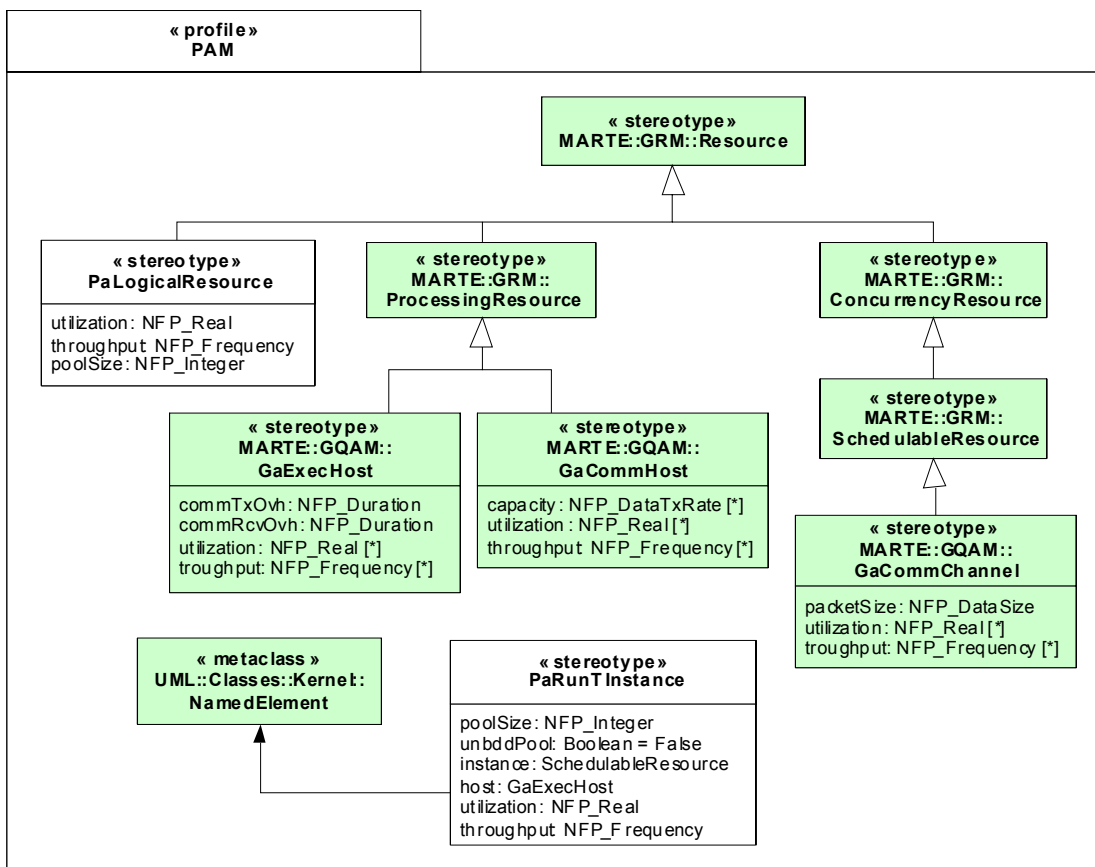 « profile»
PAM
« stereotype»
MARTE::GRM::Resource
« stereotype»
PaLogicalResource
utilization: NFP_Real
throughput: NFP_Frequency
poolSize: NFP_Integer
« stereotype»
MARTE::GRM::
ProcessingResource
« stereotype»
MARTE::GRM::
ConcurrencyResource
« stereotype»
MARTE::GRM::
SchedulableResource
« stereotype»
MARTE::GQAM::
GaExecHost
commTxOvh: NFP_Duration
commRcvOvh: NFP_Duration
utilization: NFP_Real [*]
troughput: NFP_Frequency [*]
« stereotype»
MARTE::GQAM::
GaCommHost
capacity: NFP_DataTxRate [*]
utilization: NFP_Real [*]
throughput: NFP_Frequency [*]
« stereotype»
MARTE::GQAM::
GaCommChannel
packetSize: NFP_DataSize
utilization: NFP_Real [*]
troughput: NFP_Frequency [*]
« metaclass »
UML::Classes::Kernel::
NamedElement
« stereotype»
PaRunTInstance
poolSize: NFP_Integer
unbddPool: Boolean = False
instance: SchedulableResource
host: GaExecHost
utilization: NFP_Real
throughput: NFP_Frequency